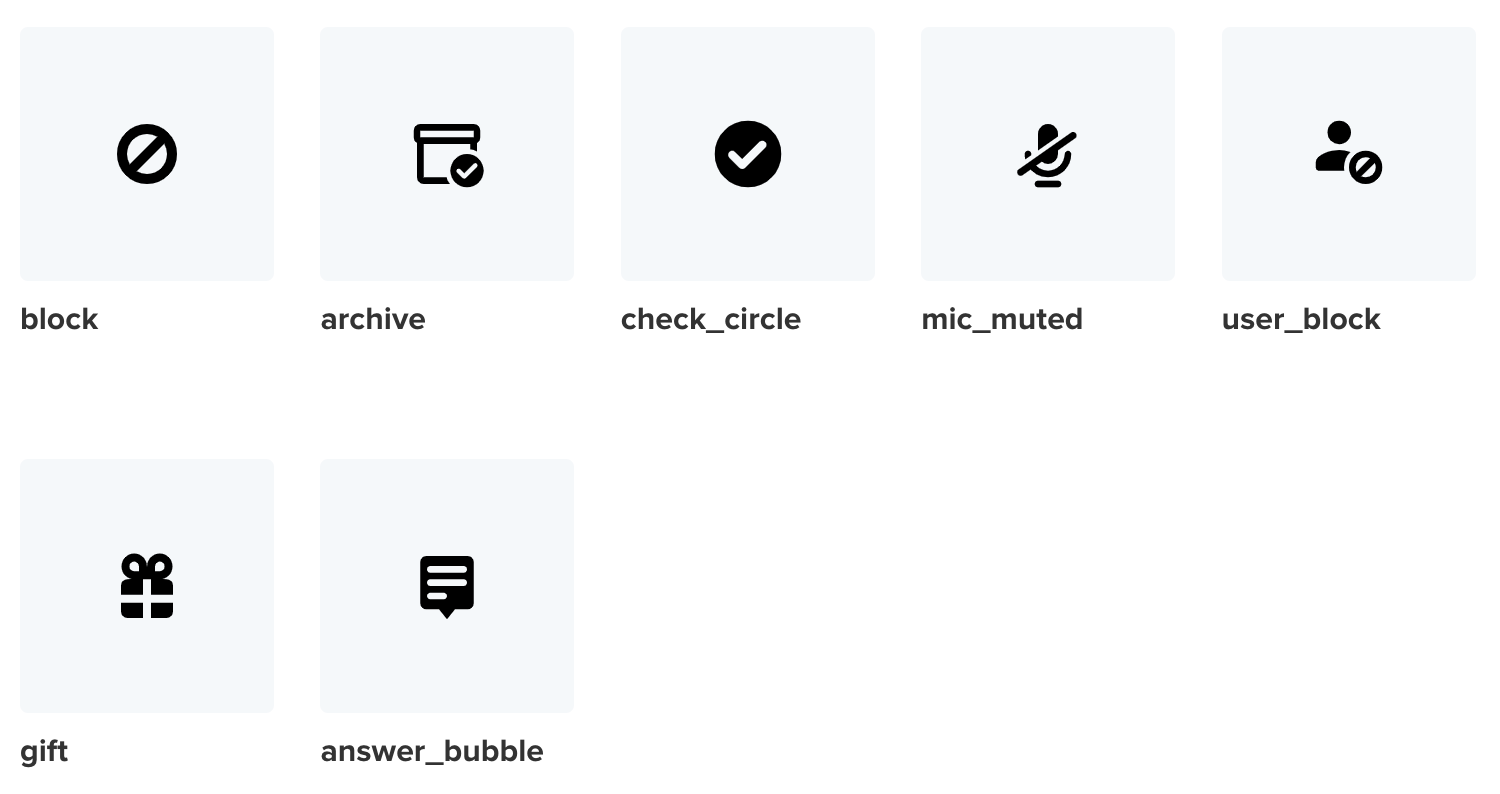 block
archive
check_circle
mic_muted
user_block
gift
answer_bubble